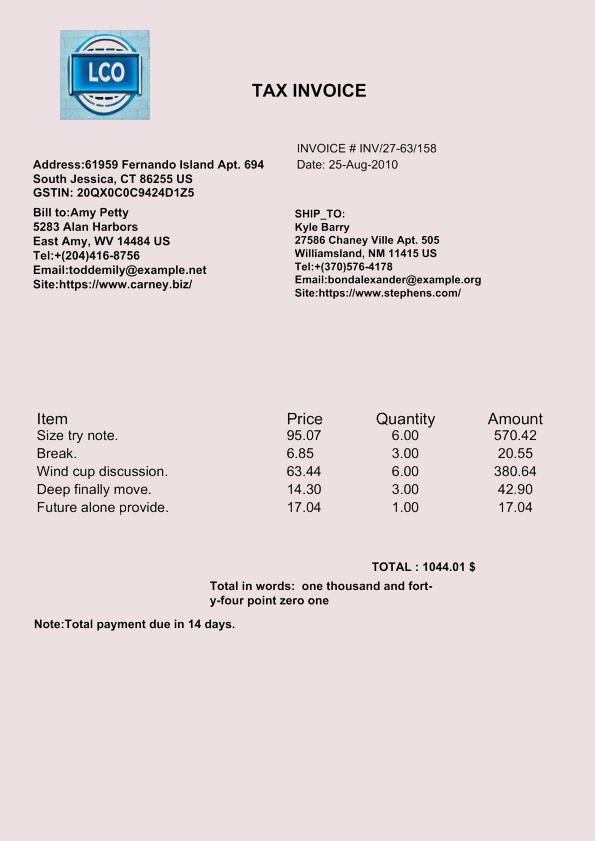 LCO
TAX INVOICE
INVOICE # INV/27-63/158
Date: 25-Aug-2010
Address:61959 Fernando Island Apt. 694
South Jessica, CT 86255 US
GSTIN: 20QX0C0C9424D1Z5
Bill to:Amy Petty
5283 Alan Harbors
East Amy, WV 14484 US
Tel:+(204)416-8756
Email:toddemily@example.net
Site:https://www.carney.biz/
SHIP_TO:
Kyle Barry
27586 Chaney Ville Apt. 505
Williamsland, NM 11415 US
Tel:+(370)576-4178
Email:bondalexander@example.org
Site:https://www.stephens.com/
Item Price Quantity Amount
Size try note. 95.07 6.00 570.42
Break. 6.85 3.00 20.55
Wind cup discussion. 63.44 6.00 380.64
Deep finally move. 14.30 3.00 42.90
Future alone provide. 17.04 1.00 17.04
TOTAL : 1044.01 $
Total in words:  one thousand and fort-
y-four point zero one
Note:Total payment due in 14 days.